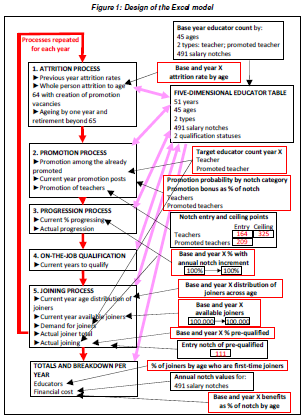 Figure 1: Design of the Excel model
Processes repeated
for each year
Base year educator count by:
45 ages
2 types: teacher; promoted teacher
491 salary notches
1. ATTRITION PROCESS
►Previous year attrition rates
►Whole person attrition to age
64 with creation of promotion
vacancies
►Ageing by one year and
retirement beyond 65
Base and year X
attrition rate by age
FIVE-DIMENSIONAL EDUCATOR TABLE
51 years
45 ages
2 types
491 salary notches
2 qualification statuses
2. PROMOTION PROCESS
►Promotion among the already
promoted
►Current year promotion posts
►Promotion of teachers
Target educator count year X
Teacher
Promoted teacher
Promotion probability by notch category
Promotion bonus as % of notch
Teachers
Promoted teachers
3. PROGRESSION PROCESS
►Current % progressing
►Actual progression
Notch entry and ceiling points
Entry Ceiling
Teachers 164 325
Promoted teachers 209
4. ON-THE-JOB QUALIFICATION
►Current years to qualify
Base and year X % with
annual notch increment
100% 100%
5. JOINING PROCESS
►Current year age distribution of
joiners
►Current year available joiners
►Demand for joiners
►Actual joiner total
►Actual joining
Base and year X distribution of
joiners across age
Base and year X
available joiners
100,000 100,000
Base and year X % pre-qualified
Entry notch of pre-qualified
111
TOTALS AND BREAKDOWN PER
YEAR
Educators
Financial cost
% of joiners by age who are first-time joiners
Annual notch values for:
491 salary notches
Base and year X benefits
as % of notch by age